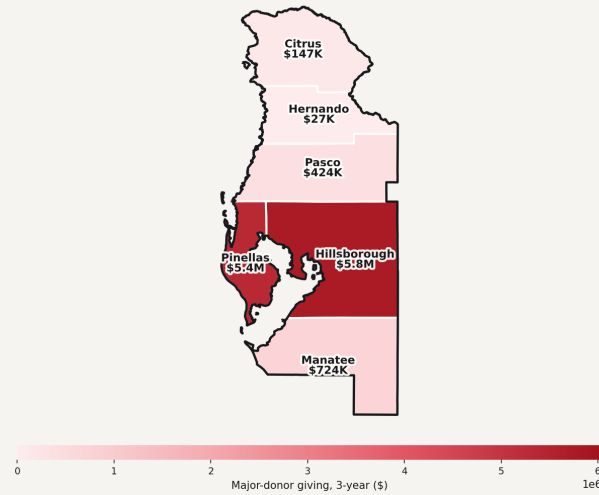 Citrus
$147K
Hernando
$27K
Pasco
$424K
Pinellas
$5.4M
Hillsborough
$5.8M
Manatee
$724K
0 1 2 3 4 5 6
1e6
Major-donor giving, 3-year ($)